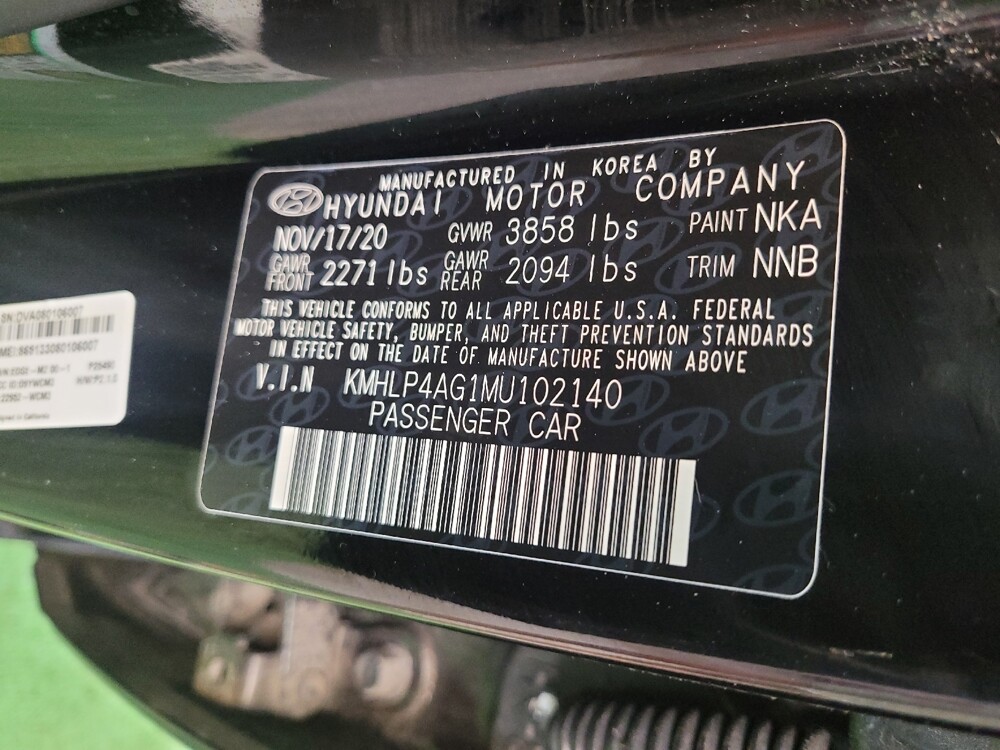 MANUFACTURED IN KOREA BY
HYUNDAI MOTOR COMPANY
NOV/17/20 GVWR 3858 lbs PAINT NKA
GAWR FRONT 2271 lbs GAWR REAR 2094 lbs TRIM NNB
THIS VEHICLE CONFORMS TO ALL APPLICABLE U.S.A. FEDERAL
MOTOR VEHICLE SAFETY, BUMPER, AND THEFT PREVENTION STANDARDS
IN EFFECT ON THE DATE OF MANUFACTURE SHOWN ABOVE
V.I.N KMHLP4AG1MU102140
PASSENGER CAR